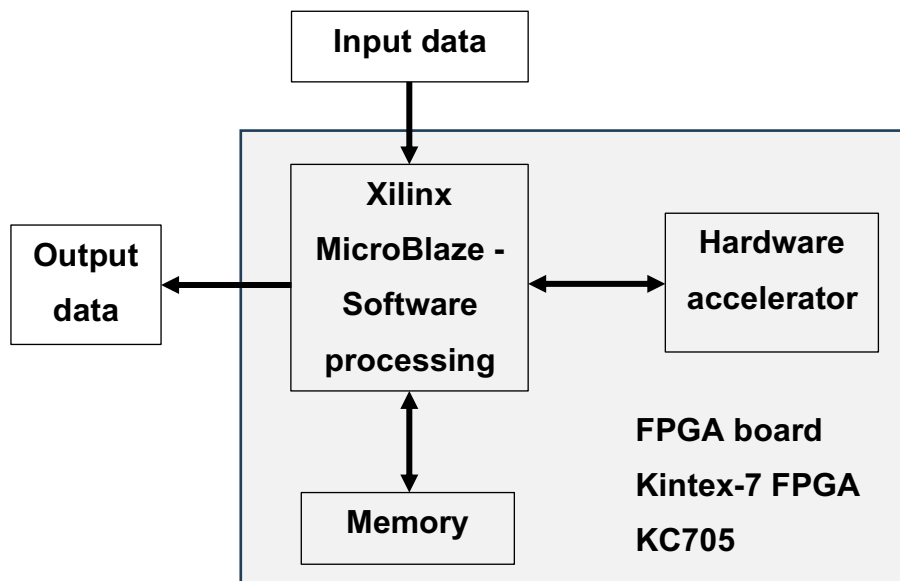 Input data
Xilinx
MicroBlaze -
Software
processing
Output
data
Hardware
accelerator
Memory
FPGA board
Kintex-7 FPGA
KC705